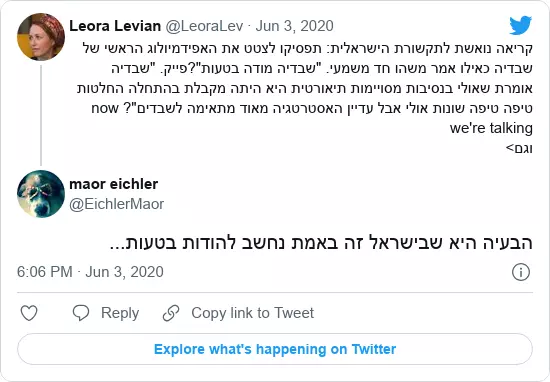 Leora Levian @LeoraLev · Jun 3, 2020
קריאה נואשת לתקשורת הישראלית: תפסיקו לצטט את האפידמיולוג הראשי של
שבדיה כאילו אמר משהו חד משמעי. "שבדיה מודה בטעות"?פייק. "שבדיה
אומרת שאולי בנסיבות מסויימות תיאורטית היא היתה מקבלת בהתחלה החלטות
טיפה טיפה שונות אולי אבל עדיין האסטרטגיה מאוד מתאימה לשבדים"? now
we're talking
וגם>
maor eichler
@EichlerMaor
הבעיה היא שבישראל זה באמת נחשב להודות בטעות...
6:06 PM · Jun 3, 2020
Reply
Copy link to Tweet
Explore what's happening on Twitter